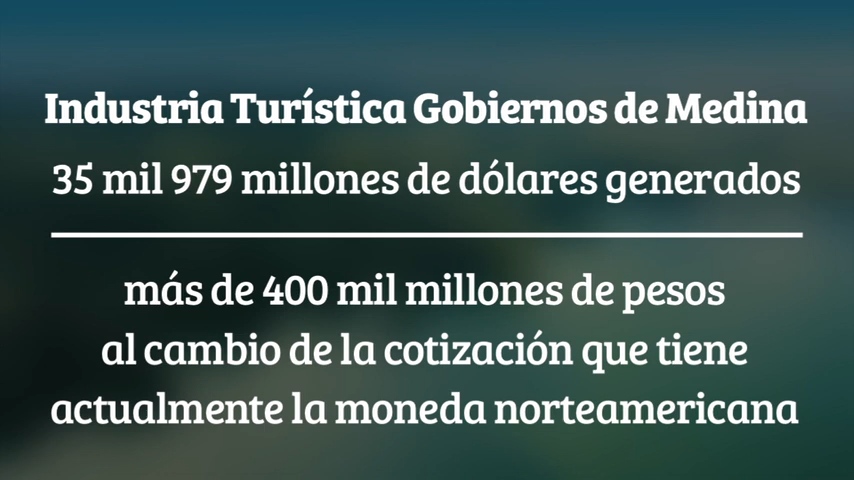 Industria Turística Gobiernos de Medina
35 mil 979 millones de dólares generados
más de 400 mil millones de pesos
al cambio de la cotización que tiene
actualmente la moneda norteamericana